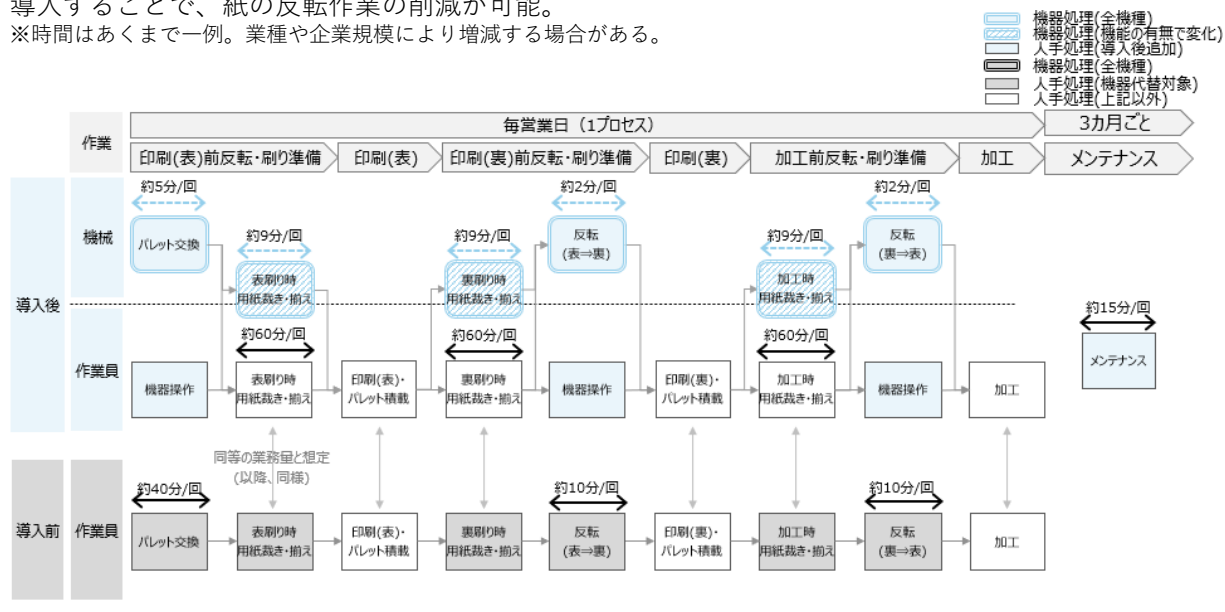 導入することで、紙の反転作業の削減が可能。
※時間はあくまで一例。業種や企業規模により増減する場合がある。
機器処理(全機種)
機器処理(機能の有無で変化)
人手処理(導入後追加)
機器処理(全機種)
人手処理(機器代替対象)
人手処理(上記以外)
作業
毎営業日（1プロセス）
3カ月ごと
印刷(表)前反転・刷り準備
印刷(表)
印刷(裏)前反転・刷り準備
印刷(裏)
加工前反転・刷り準備
加工
メンテナンス
導入後
機械
約5分/回
パレット交換
約9分/回
表刷り時
用紙裁き・揃え
約9分/回
裏刷り時
用紙裁き・揃え
約2分/回
反転
(表⇒裏)
約9分/回
加工時
用紙裁き・揃え
約2分/回
反転
(裏⇒表)
作業員
機器操作
約60分/回
表刷り時
用紙裁き・揃え
印刷(表)・
パレット積載
約60分/回
裏刷り時
用紙裁き・揃え
機器操作
印刷(裏)・
パレット積載
約60分/回
加工時
用紙裁き・揃え
機器操作
加工
約15分/回
メンテナンス
同等の業務量と想定
(以降、同様)
導入前
作業員
約40分/回
パレット交換
表刷り時
用紙裁き・揃え
印刷(表)・
パレット積載
裏刷り時
用紙裁き・揃え
約10分/回
反転
(表⇒裏)
印刷(裏)・
パレット積載
加工時
用紙裁き・揃え
約10分/回
反転
(裏⇒表)
加工